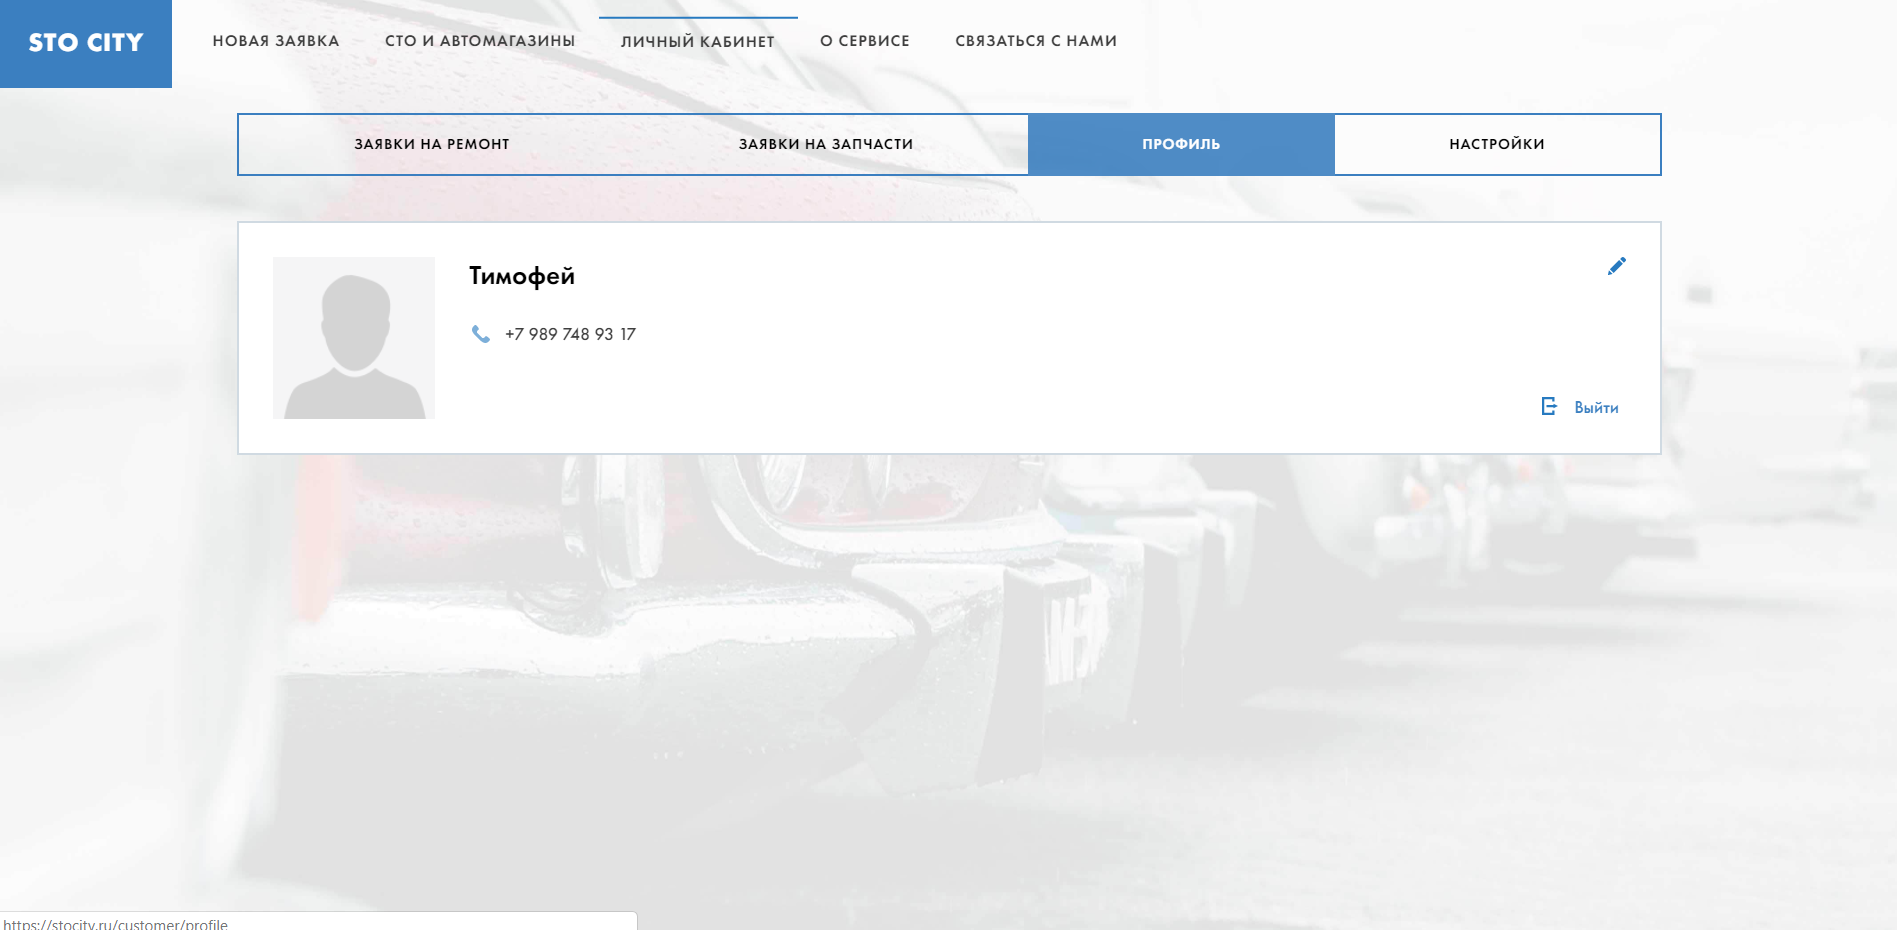 STO CITY
НОВАЯ ЗАЯВКА
СТО И АВТОМАГАЗИНЫ
ЛИЧНЫЙ КАБИНЕТ
О СЕРВИСЕ
СВЯЗАТЬСЯ С НАМИ
ЗАЯВКИ НА РЕМОНТ
ЗАЯВКИ НА ЗАПЧАСТИ
ПРОФИЛЬ
НАСТРОЙКИ
Тимофей
+7 989 748 93 17
Выйти
https://stocity.ru/customer/profile